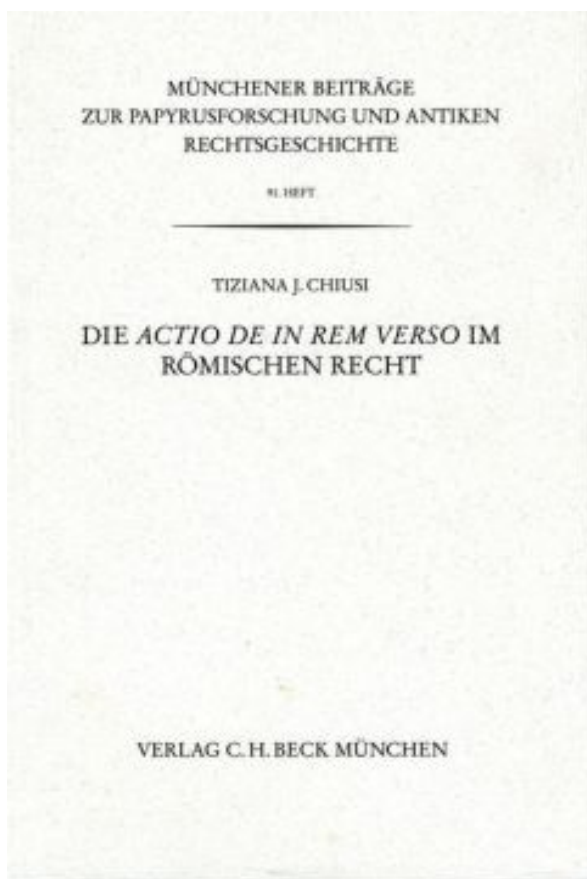 MÜNCHENER BEITRÄGE
ZUR PAPYRUSFORSCHUNG UND ANTIKEN
RECHTSGESCHICHTE
91. HEFT
TIZIANA J. CHIUSI
DIE ACTIO DE IN REM VERSO IM
RÖMISCHEN RECHT
VERLAG C. H. BECK MÜNCHEN